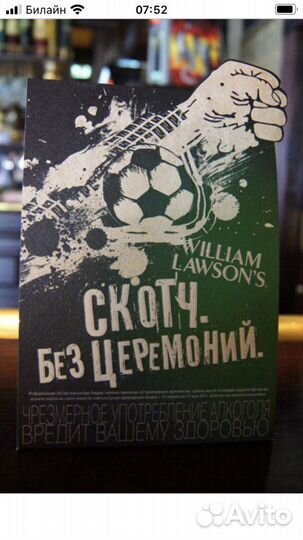 Билайн
07:52
WILLIAM
LAWSON'S
СКОТЧ.
БЕЗ ЦЕРЕМОНИЙ.
ЧРЕЗМЕРНОЕ УПОТРЕБЛЕНИЕ АЛКОГОЛЯ
ВРЕДИТ ВАШЕМУ ЗДОРОВЬЮ
Avito